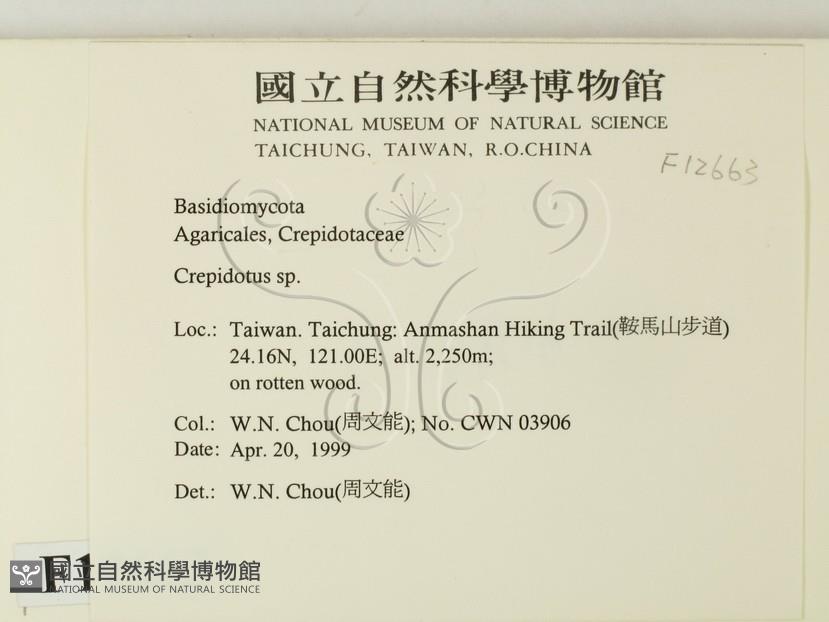 國立自然科學博物館
NATIONAL MUSEUM OF NATURAL SCIENCE
TAICHUNG, TAIWAN, R.O.CHINA
F12663
Basidiomycota
Agaricales, Crepidotaceae
Crepidotus sp.
Loc.: Taiwan. Taichung: Anmashan Hiking Trail(鞍馬山步道)
24.16N, 121.00E; alt. 2,250m;
on rotten wood.
Col.: W.N. Chou(周文能); No. CWN 03906
Date: Apr. 20, 1999
Det.: W.N. Chou(周文能)
F1
國立自然科學博物館
NATIONAL MUSEUM OF NATURAL SCIENCE